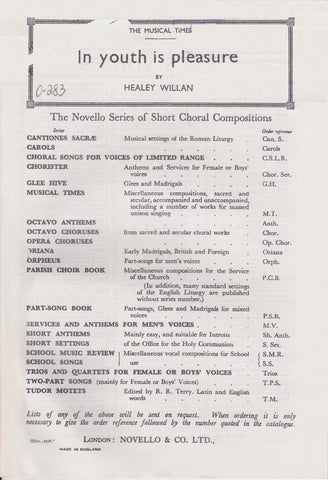 THE MUSICAL TIMES
In youth is pleasure
BY
HEALEY WILLAN
O-283
The Novello Series of Short Choral Compositions
Series Order reference
CANTIONES SACRÆ Musical settings of the Roman Liturgy . Can. S.
CAROLS . . . . . . Carols
CHORAL SONGS FOR VOICES OF LIMITED RANGE . . . C.S.L.R.
CHORISTER Anthems and Services for Female or Boys'
voices . . . . . Chor. Ser.
GLEE HIVE Glees and Madrigals . . . . G.H.
MUSICAL TIMES Miscellaneous compositions, sacred and
secular, accompanied and unaccompanied,
including a number of works for massed
unison singing . . . . M.T.
OCTAVO ANTHEMS . . . . . . Anth.
OCTAVO CHORUSES from sacred and secular choral works . Chor.
OPERA CHORUSES . . . . . . Op. Chor.
ORIANA Early Madrigals, British and Foreign . Oriana
ORPHEUS Part-songs for men's voices . . . Orph.
PARISH CHOIR BOOK Miscellaneous compositions for the Service
of the Church . . . . P.C.B.
(In addition, many standard settings
of the English Liturgy are published
without series number.)
PART-SONG BOOK Part-songs, Glees and Madrigals for mixed
voices . . . . . P.S.B.
SERVICES AND ANTHEMS FOR MEN'S VOICES . . . . M.V.
SHORT ANTHEMS Mainly easy, and suitable for Introits . Sh. Anth.
SHORT SETTINGS of the Office for the Holy Communion . S. Set.
SCHOOL MUSIC REVIEW } Miscellaneous vocal compositions for School { S.M.R.
SCHOOL SONGS } use . . . . . { S.S.
TRIOS AND QUARTETS FOR FEMALE OR BOYS' VOICES . . Trios
TWO-PART SONGS (mainly for Female or Boys' Voices) . . . T.P.S.
TUDOR MOTETS Edited by R. R. Terry. Latin and English
words . . . . . T.M.
Lists of any of the above will be sent on request. When ordering it is only
necessary to give the order reference followed by the number quoted in the catalogue.
LONDON: NOVELLO & CO. LTD.,
MADE IN ENGLAND